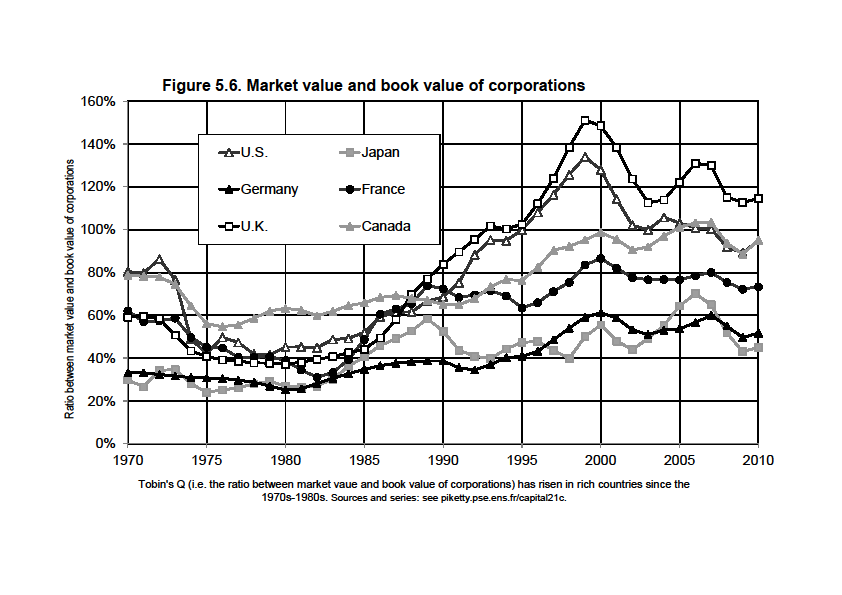 Figure 5.6. Market value and book value of corporations
Ratio between market value and book value of corporations
160%
140%
120%
100%
80%
60%
40%
20%
0%
U.S.
Japan
Germany
France
U.K.
Canada
1970 1975 1980 1985 1990 1995 2000 2005 2010
Tobin's Q (i.e. the ratio between market vaue and book value of corporations) has risen in rich countries since the
1970s-1980s. Sources and series: see piketty.pse.ens.fr/capital21c.